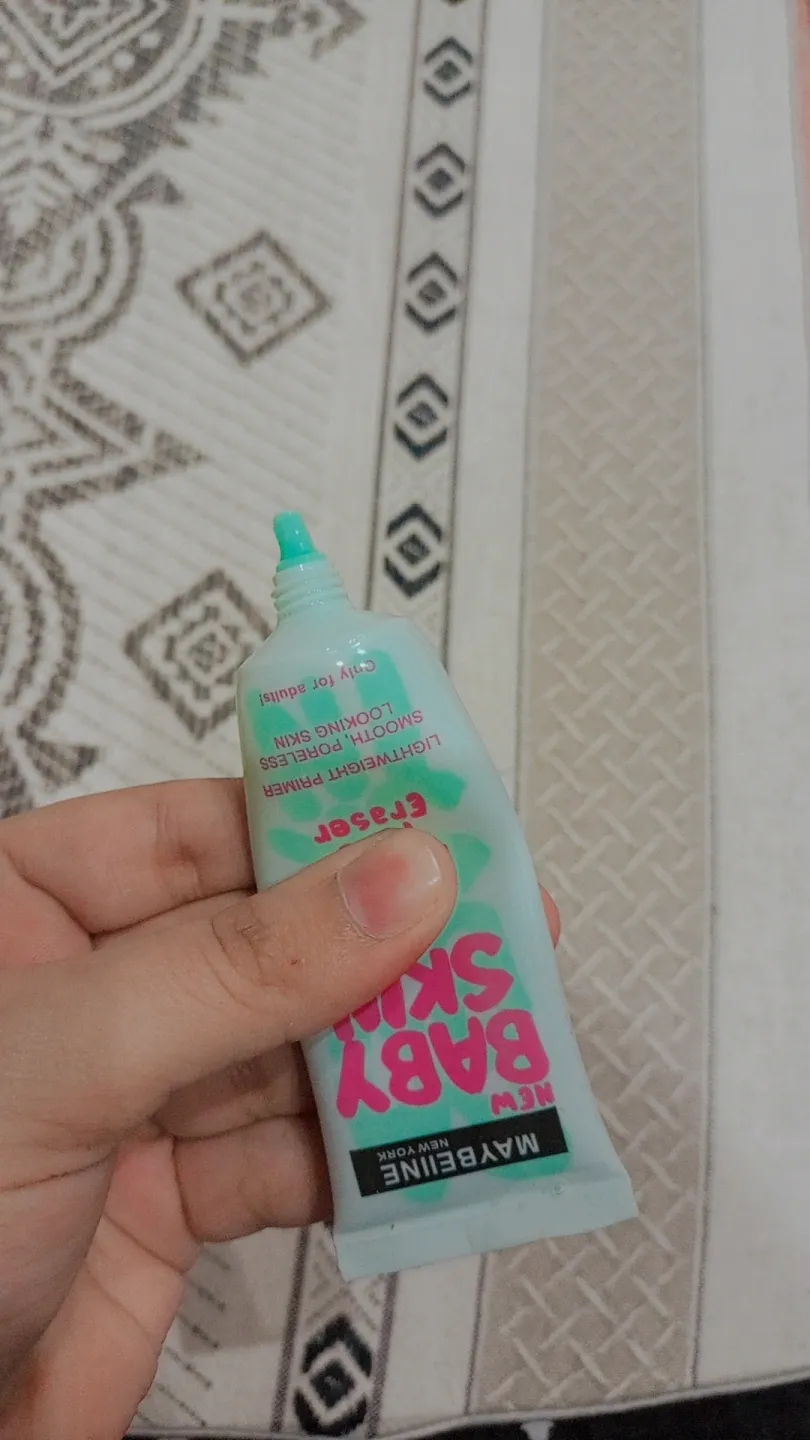 MAYBEIINE
NEW YORK
NEW
BABY
SKIN
Eraser
LIGHTWEIGHT PRIMER
SMOOTH, PORELESS
LOOKING SKIN
Only for adults!